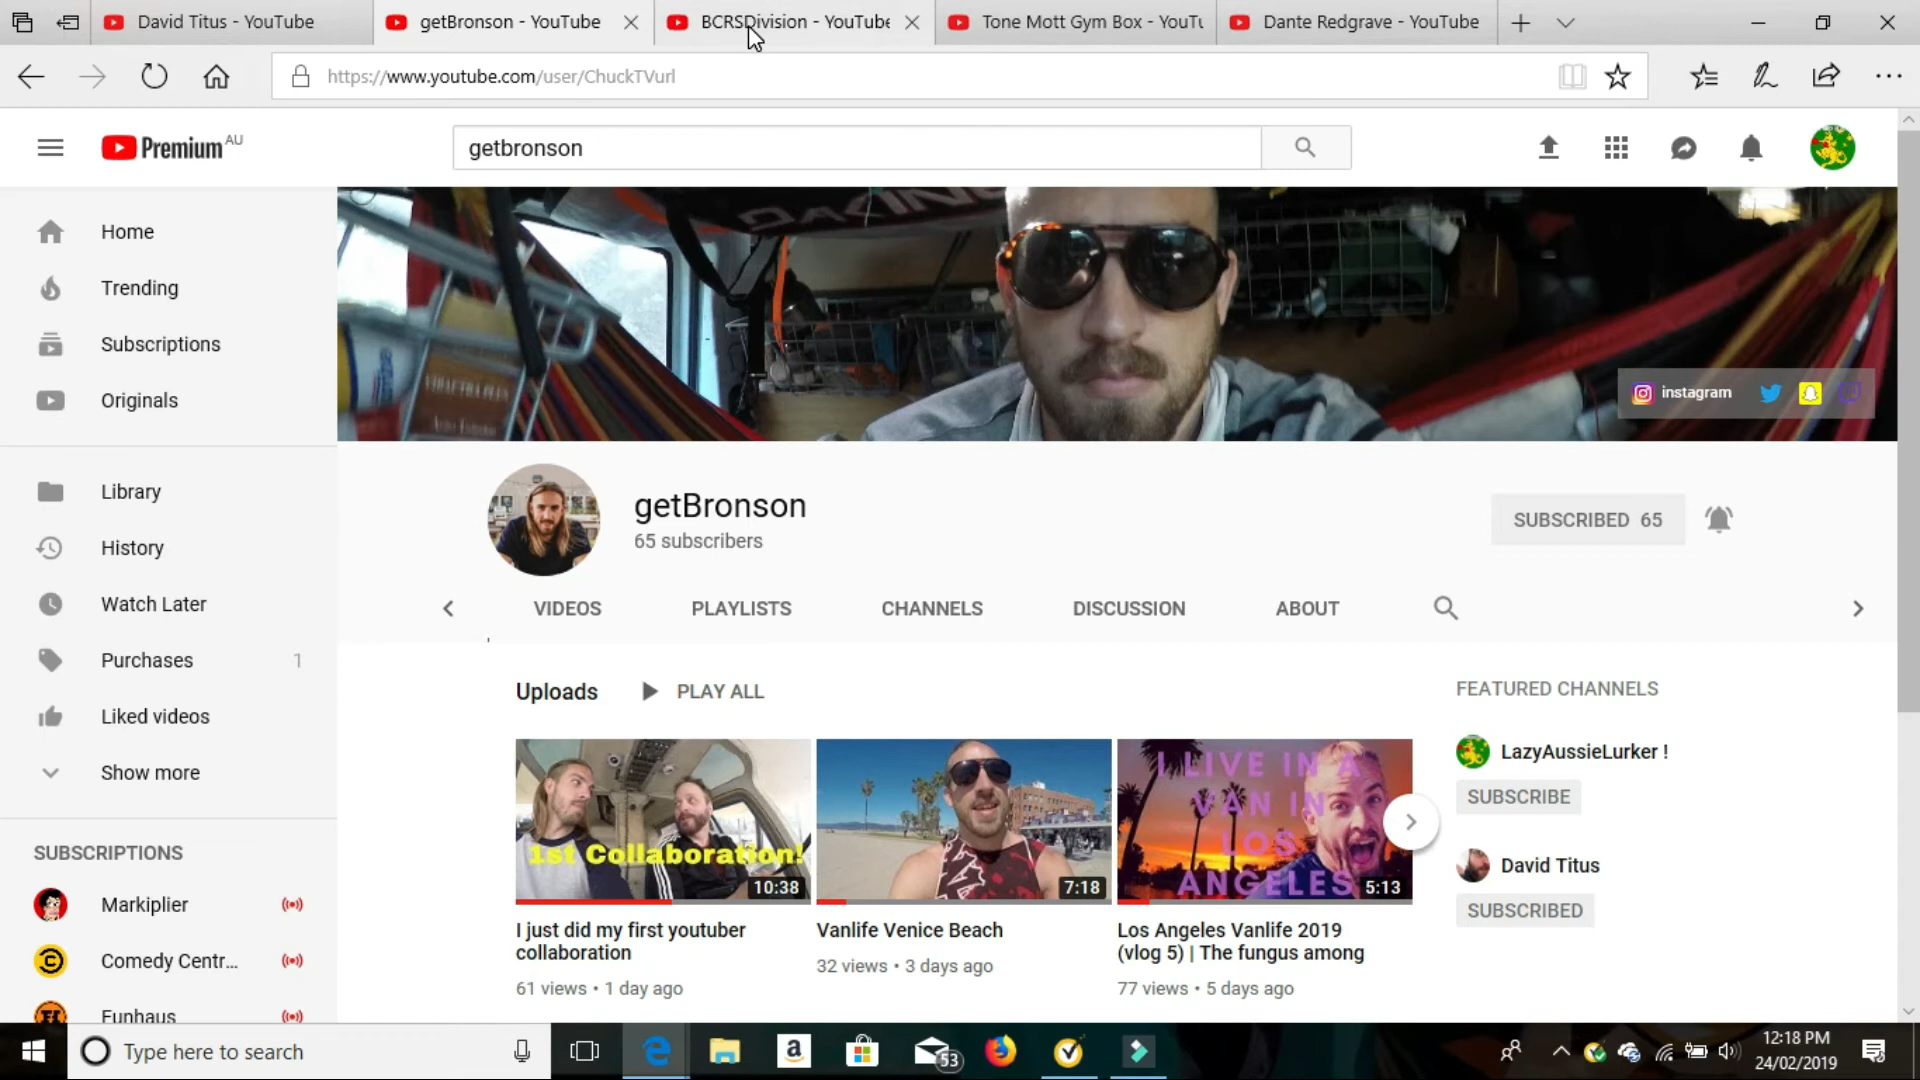 David Titus - YouTube
getBronson - YouTube
BCRSDivision - YouTube
Tone Mott Gym Box - YouTu
Dante Redgrave - YouTube
https://www.youtube.com/user/ChuckTVurl
Premium AU
getbronson
Home
Trending
Subscriptions
Originals
Library
History
Watch Later
Purchases 1
Liked videos
Show more
SUBSCRIPTIONS
Markiplier
Comedy Centr...
Funhaus
instagram
getBronson
65 subscribers
SUBSCRIBED 65
VIDEOS PLAYLISTS CHANNELS DISCUSSION ABOUT
Uploads PLAY ALL
1st Collaboration!
10:38
I just did my first youtuber
collaboration
61 views • 1 day ago
7:18
Vanlife Venice Beach
32 views • 3 days ago
I LIVE IN A
VAN IN
LOS
ANGELES
5:13
Los Angeles Vanlife 2019
(vlog 5) | The fungus among
77 views • 5 days ago
FEATURED CHANNELS
LazyAussieLurker !
SUBSCRIBE
David Titus
SUBSCRIBED
Type here to search
53
12:18 PM
24/02/2019